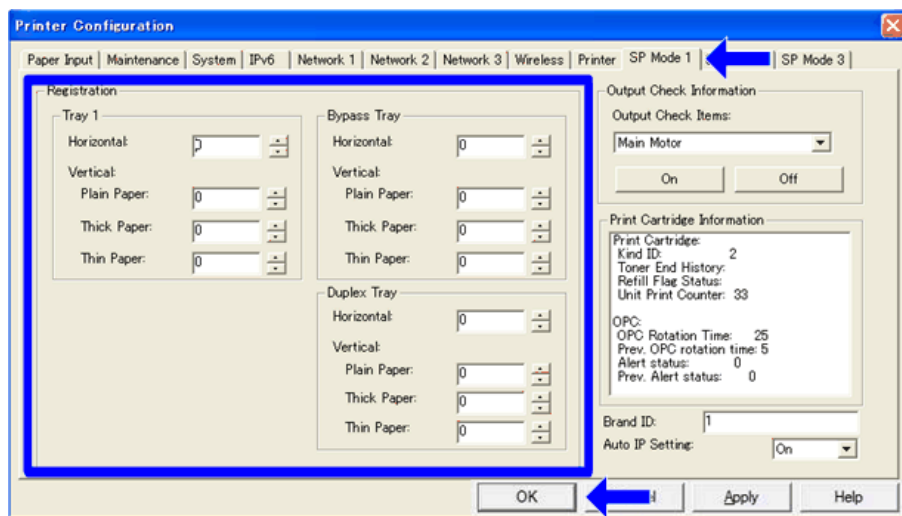 Printer Configuration
Paper Input Maintenance System IPv6 Network 1 Network 2 Network 3 Wireless Printer SP Mode 1 SP Mode 3
Registration
Tray 1
Horizontal:
Vertical:
Plain Paper: 0
Thick Paper: 0
Thin Paper: 0
Bypass Tray
Horizontal: 0
Vertical:
Plain Paper: 0
Thick Paper: 0
Thin Paper: 0
Duplex Tray
Horizontal: 0
Vertical:
Plain Paper: 0
Thick Paper: 0
Thin Paper: 0
Output Check Information
Output Check Items:
Main Motor
On Off
Print Cartridge Information
Print Cartridge:
Kind ID: 2
Toner End History:
Refill Flag Status:
Unit Print Counter: 33
OPC:
OPC Rotation Time: 25
Prev. OPC rotation time: 5
Alert status: 0
Prev. Alert status: 0
Brand ID: 1
Auto IP Setting: On
OK Apply Help